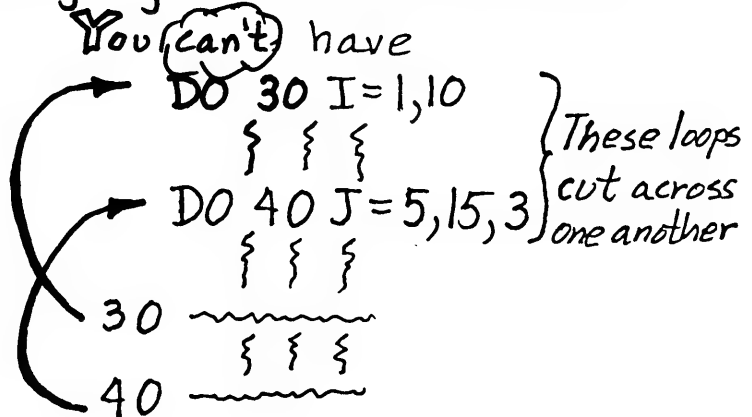 You can't have
DO 30 I=1,10
DO 40 J=5,15,3
These loops
cut across
one another
30
40